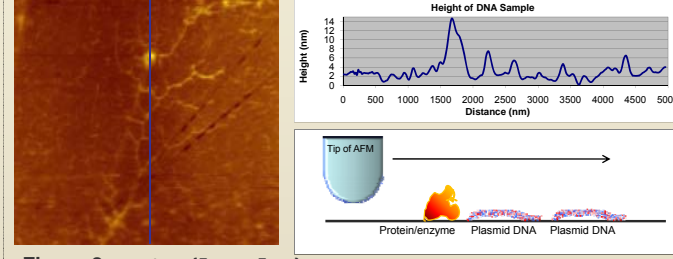 Height of DNA Sample
Height (nm)
14
12
10
8
6
4
2
0
0 500 1000 1500 2000 2500 3000 3500 4000 4500 500
Distance (nm)
Tip of AFM
Protein/enzyme Plasmid DNA Plasmid DNA